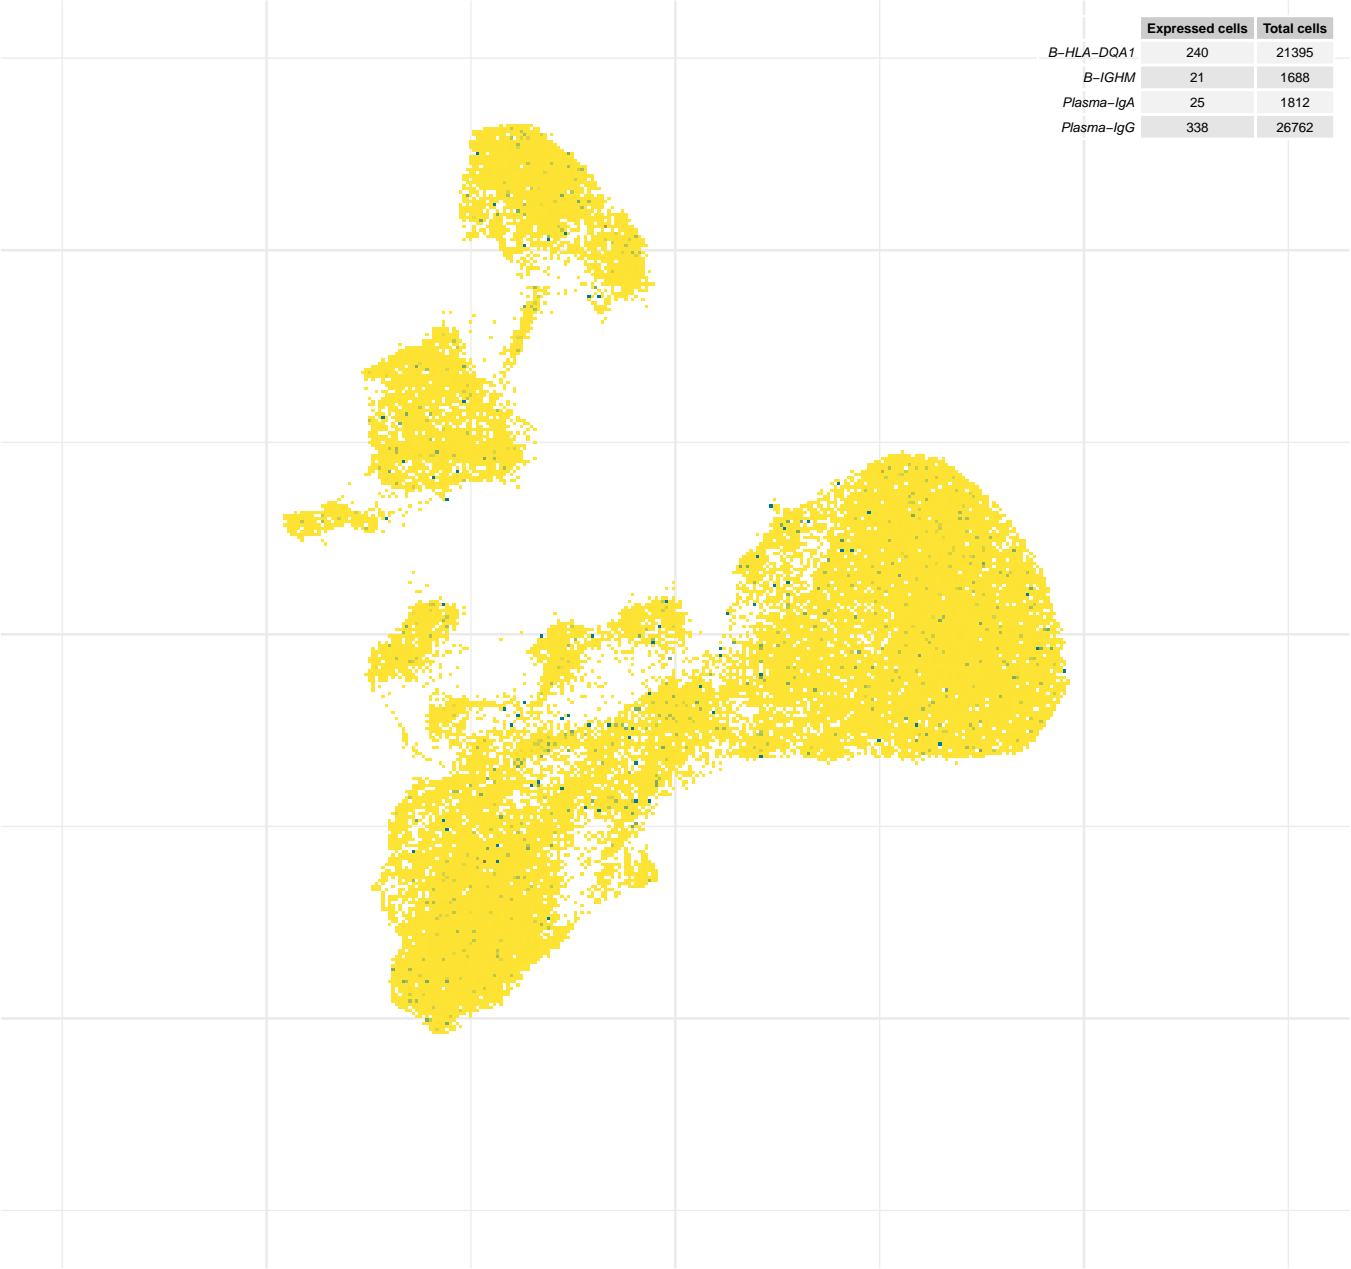 Expressed cells Total cells
B−HLA−DQA1 240 21395
B−IGHM 21 1688
Plasma−IgA 25 1812
Plasma−IgG 338 26762